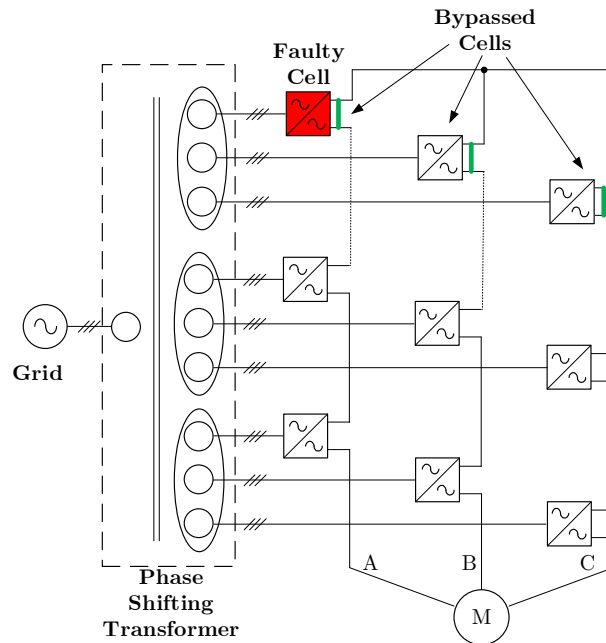 Bypassed
Cells
Faulty
Cell
Grid
A
B
C
Phase
Shifting
Transformer
M